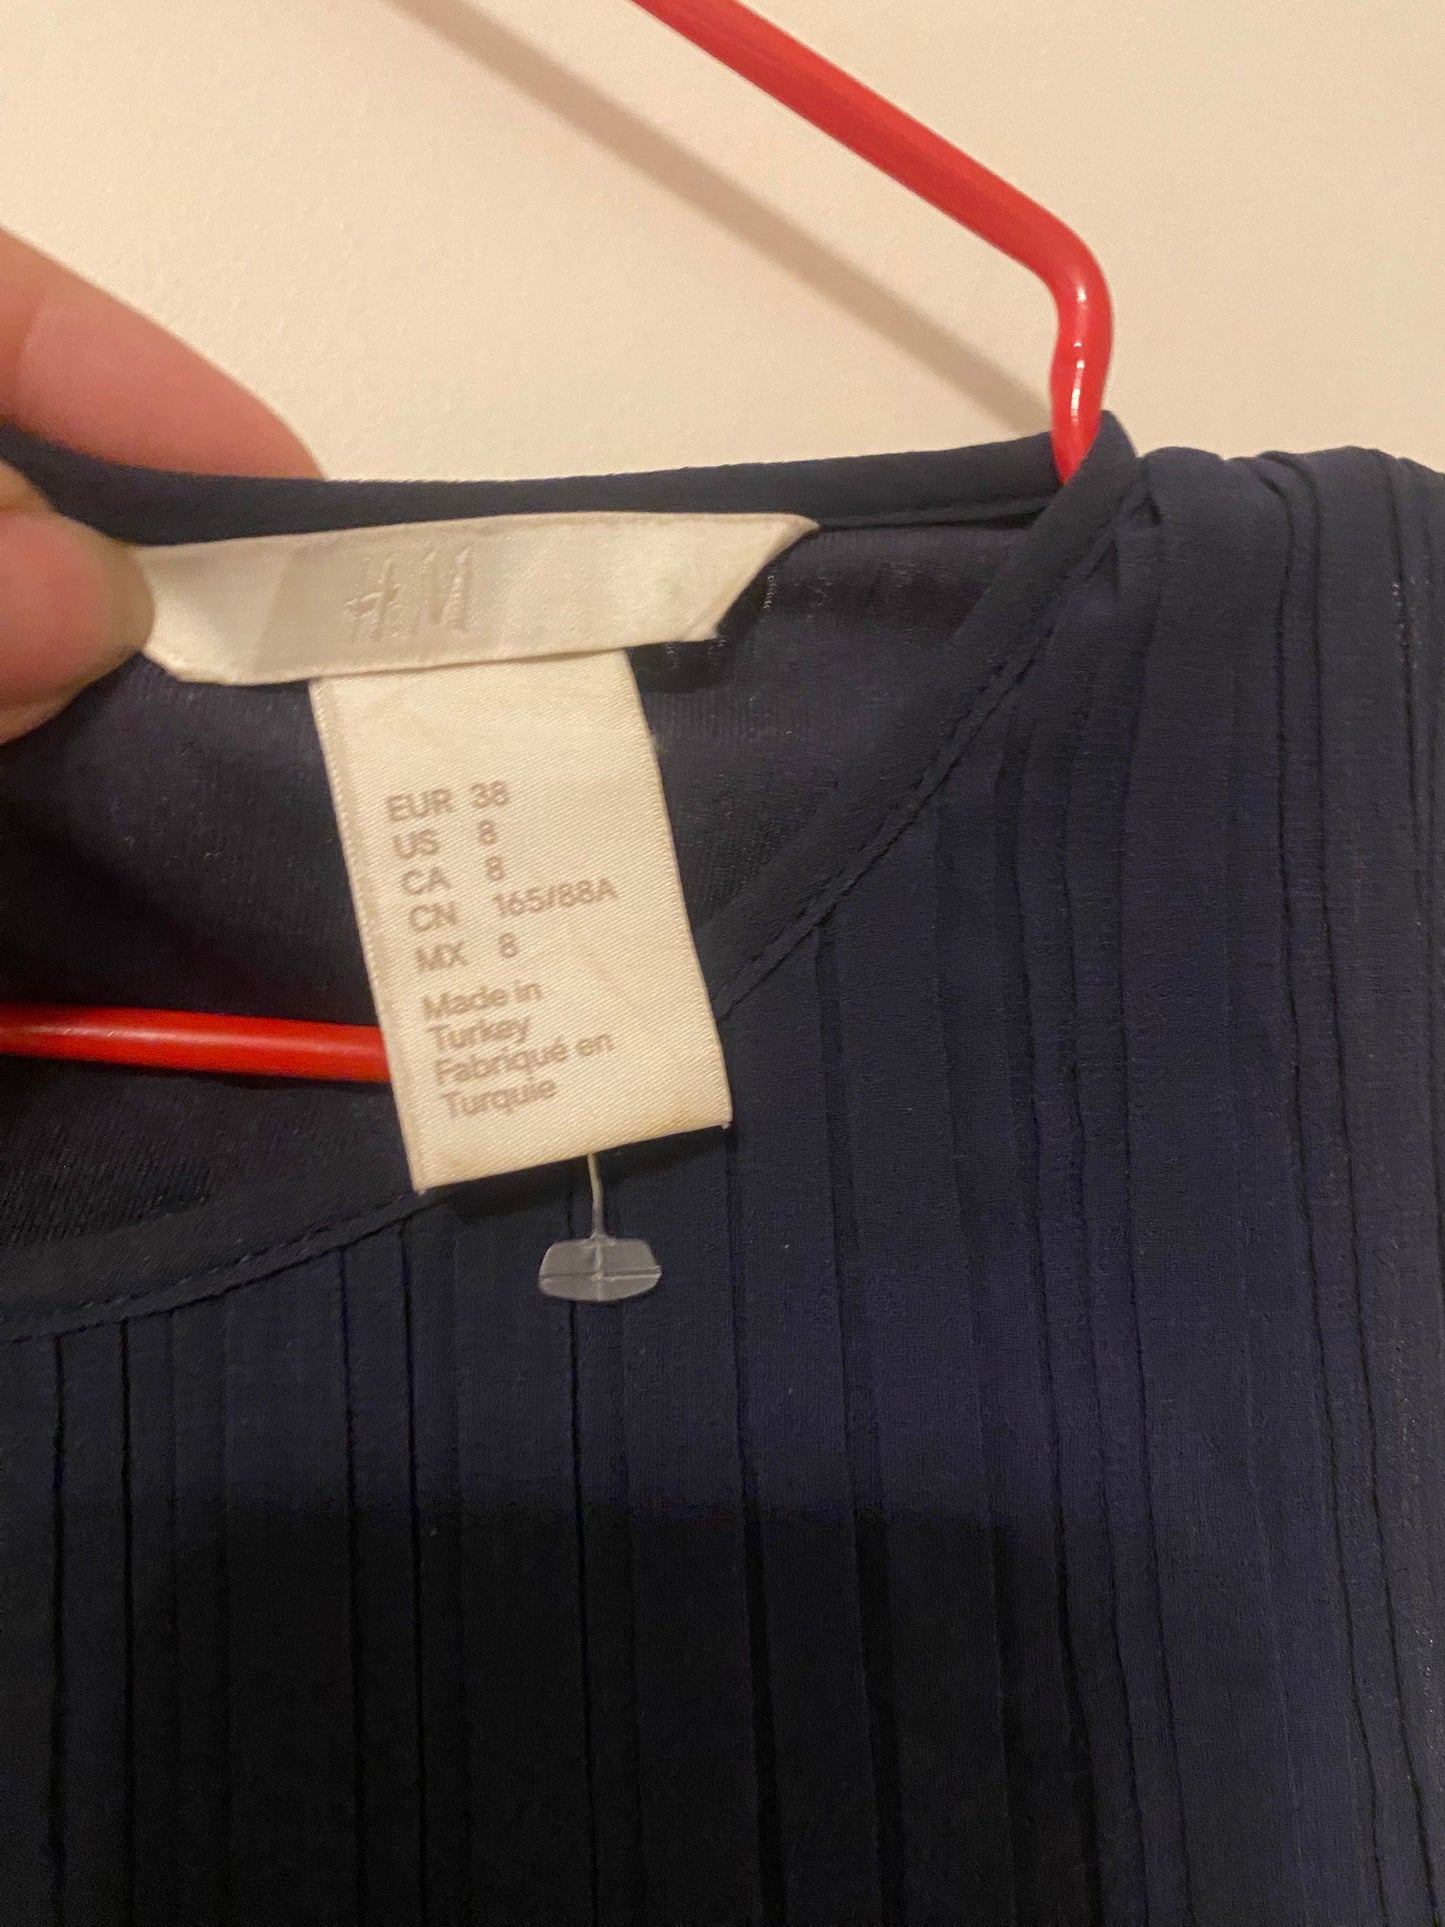 H&M
EUR 38
US 8
CA 8
CN 165/88A
MX 8
Made in
Turkey
Fabriqué en
Turquie